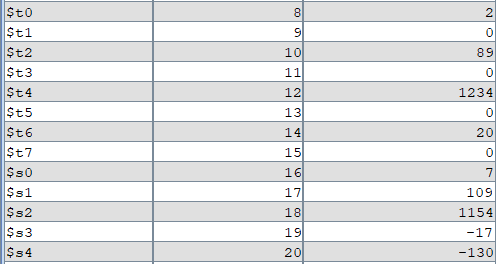 $t0 8 2
$t1 9 0
$t2 10 89
$t3 11 0
$t4 12 1234
$t5 13 0
$t6 14 20
$t7 15 0
$s0 16 7
$s1 17 109
$s2 18 1154
$s3 19 -17
$s4 20 -130